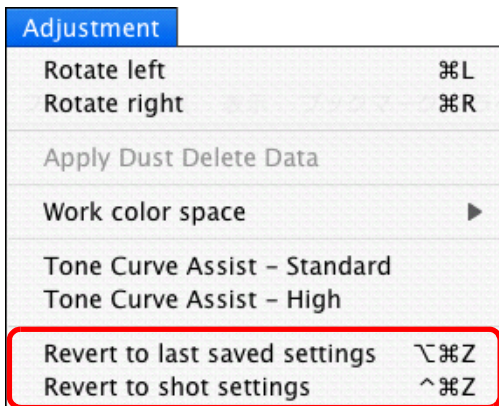 Adjustment
Rotate left ⌘L
Rotate right ⌘R
Apply Dust Delete Data
Work color space ▶
Tone Curve Assist – Standard
Tone Curve Assist – High
Revert to last saved settings ⌥⌘Z
Revert to shot settings ^⌘Z